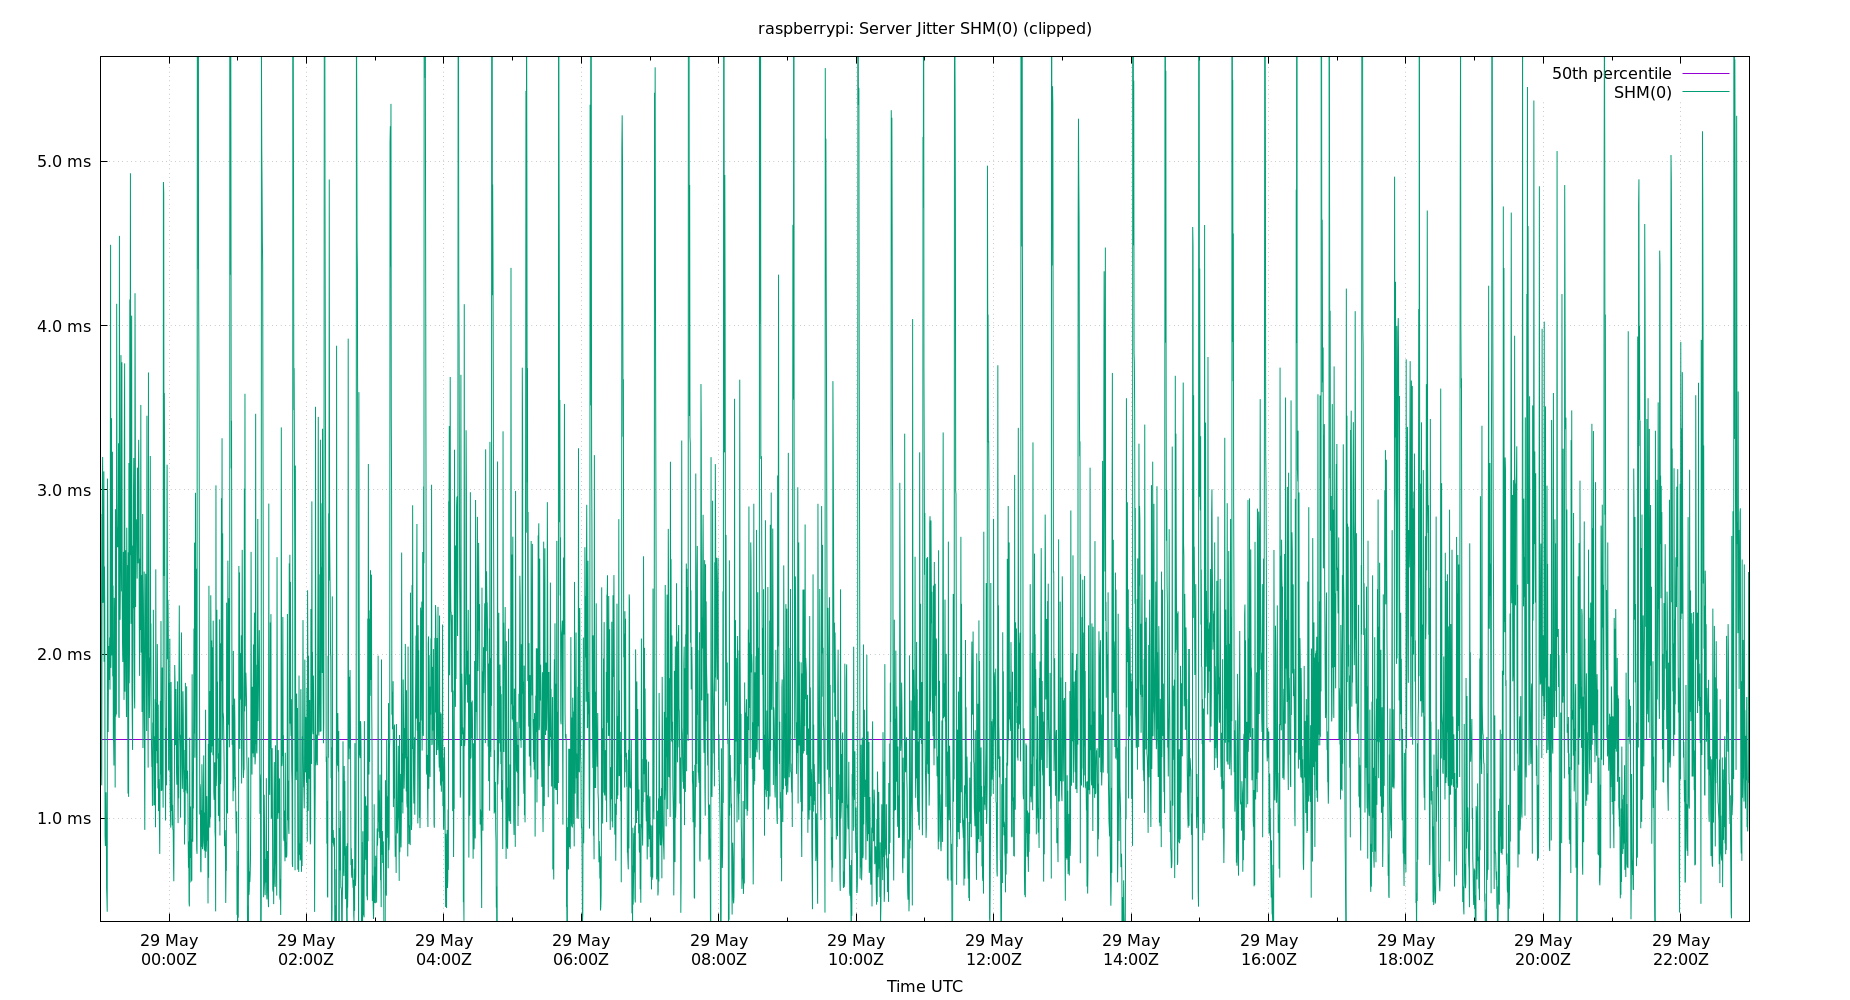 raspberrypi: Server Jitter SHM(0) (clipped)
50th percentile
SHM(0)
5.0 ms
4.0 ms
3.0 ms
2.0 ms
1.0 ms
29 May 29 May 29 May 29 May 29 May 29 May 29 May 29 May 29 May 29 May 29 May 29 May
00:00Z 02:00Z 04:00Z 06:00Z 08:00Z 10:00Z 12:00Z 14:00Z 16:00Z 18:00Z 20:00Z 22:00Z
Time UTC